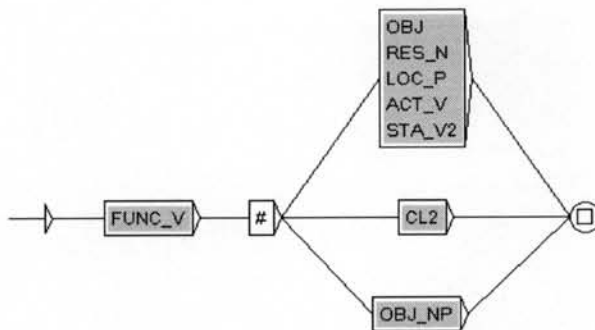 OBJ
RES_N
LOC_P
ACT_V
STA_V2
FUNC_V
#
CL2
OBJ_NP